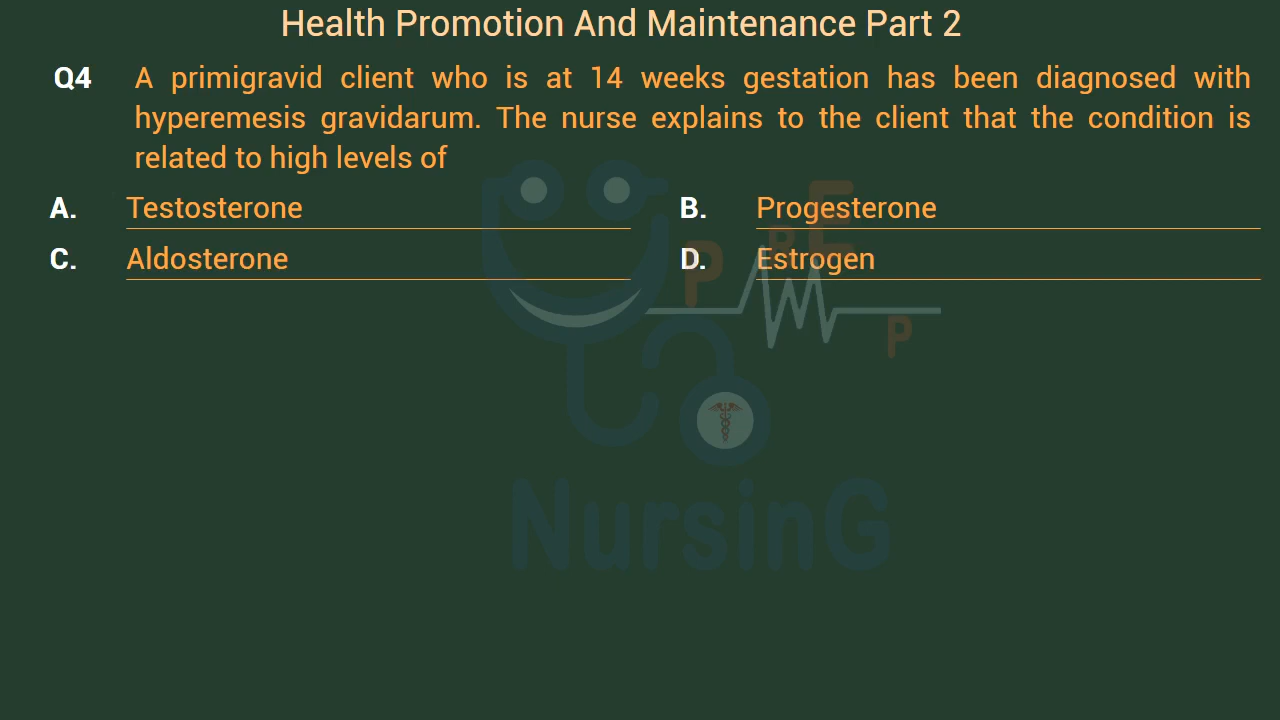 Health Promotion And Maintenance Part 2
Q4 A primigravid client who is at 14 weeks gestation has been diagnosed with
hyperemesis gravidarum. The nurse explains to the client that the condition is
related to high levels of
A. Testosterone B. Progesterone
C. Aldosterone D. Estrogen
P R E P
NursinG